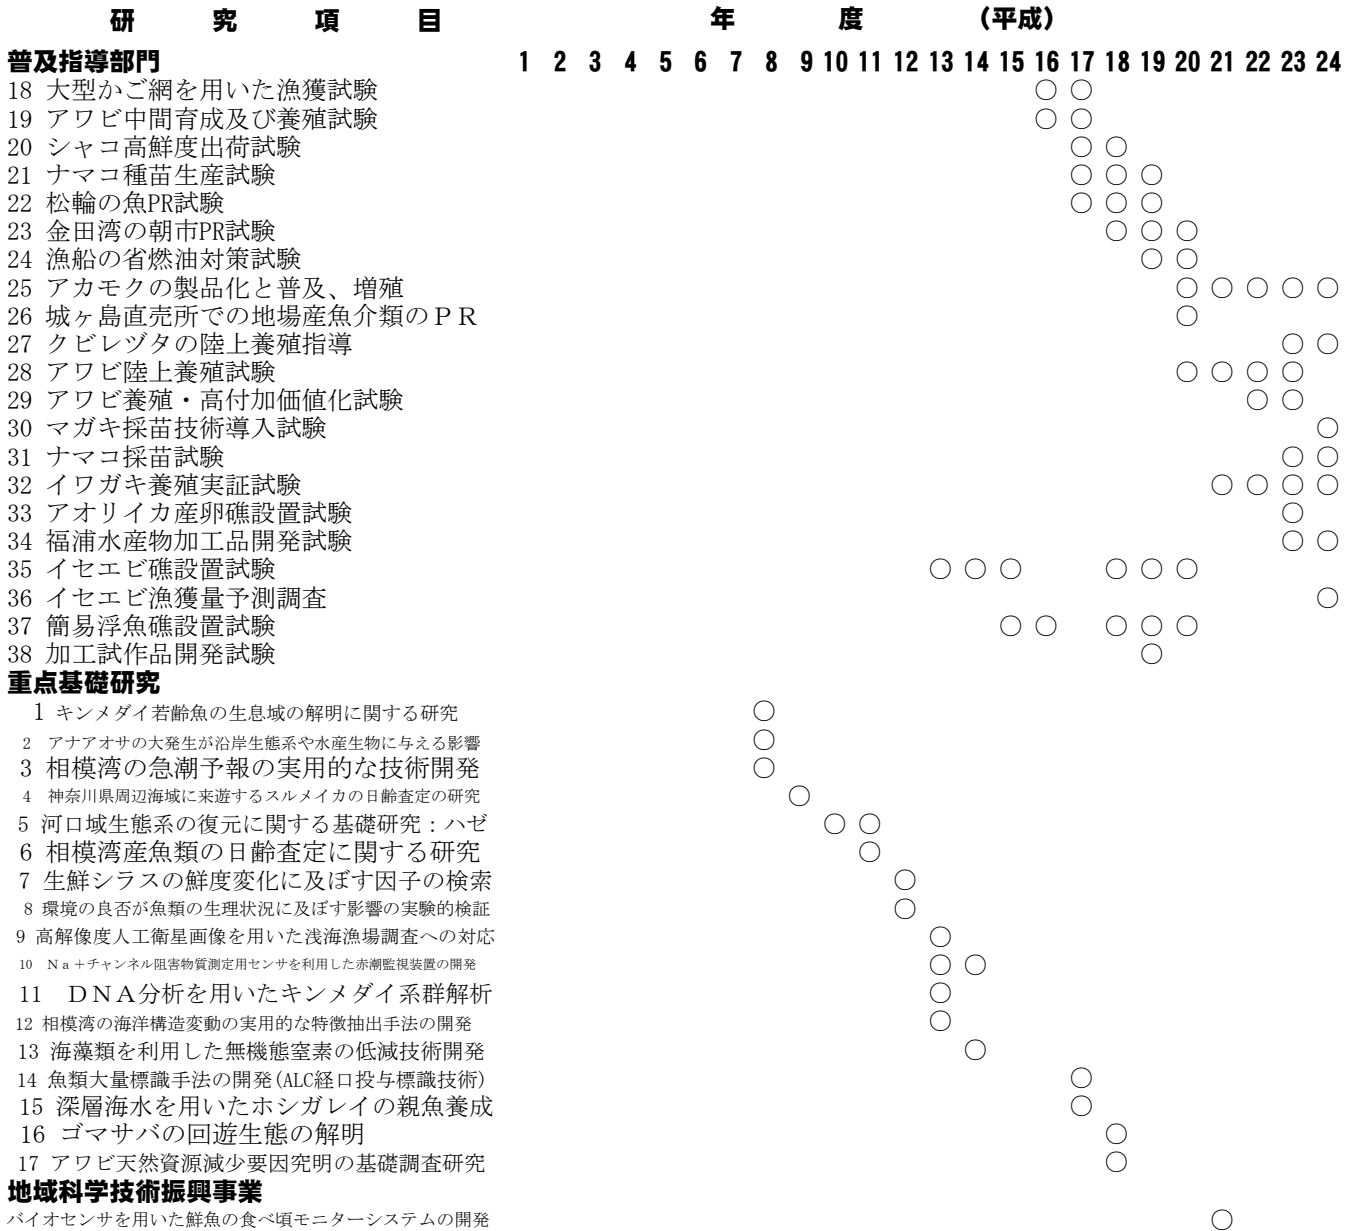 研 究 項 目 年 度 (平成)
普及指導部門 1 2 3 4 5 6 7 8 9 10 11 12 13 14 15 16 17 18 19 20 21 22 23 24
18 大型かご網を用いた漁獲試験 ○ ○
19 アワビ中間育成及び養殖試験 ○ ○
20 シャコ高鮮度出荷試験 ○ ○
21 ナマコ種苗生産試験 ○ ○ ○
22 松輪の魚PR試験 ○ ○ ○
23 金田湾の朝市PR試験 ○ ○ ○
24 漁船の省燃油対策試験 ○ ○
25 アカモクの製品化と普及、増殖 ○ ○ ○ ○ ○
26 城ヶ島直売所での地場産魚介類のＰＲ ○
27 クビレヅタの陸上養殖指導 ○ ○
28 アワビ陸上養殖試験 ○ ○ ○ ○
29 アワビ養殖・高付加価値化試験 ○ ○
30 マガキ採苗技術導入試験 ○
31 ナマコ採苗試験 ○ ○
32 イワガキ養殖実証試験 ○ ○ ○ ○
33 アオリイカ産卵礁設置試験 ○
34 福浦水産物加工品開発試験 ○ ○
35 イセエビ礁設置試験 ○ ○ ○ ○ ○ ○
36 イセエビ漁獲量予測調査 ○
37 簡易浮魚礁設置試験 ○ ○ ○ ○ ○
38 加工試作品開発試験 ○
重点基礎研究
1 キンメダイ若齢魚の生息域の解明に関する研究 ○
2 アナアオサの大発生が沿岸生態系や水産生物に与える影響 ○
3 相模湾の急潮予報の実用的な技術開発 ○
4 神奈川県周辺海域に来遊するスルメイカの日齢査定の研究 ○
5 河口域生態系の復元に関する基礎研究：ハゼ ○ ○
6 相模湾産魚類の日齢査定に関する研究 ○
7 生鮮シラスの鮮度変化に及ぼす因子の検索 ○
8 環境の良否が魚類の生理状況に及ぼす影響の実験的検証 ○
9 高解像度人工衛星画像を用いた浅海漁場調査への対応 ○
10 Ｎａ＋チャンネル阻害物質測定用センサを利用した赤潮監視装置の開発 ○ ○
11 ＤＮＡ分析を用いたキンメダイ系群解析 ○
12 相模湾の海洋構造変動の実用的な特徴抽出手法の開発 ○
13 海藻類を利用した無機態窒素の低減技術開発 ○
14 魚類大量標識手法の開発(ALC経口投与標識技術) ○
15 深層海水を用いたホシガレイの親魚養成 ○
16 ゴマサバの回遊生態の解明 ○
17 アワビ天然資源減少要因究明の基礎調査研究 ○
地域科学技術振興事業
バイオセンサを用いた鮮魚の食べ頃モニターシステムの開発 ○